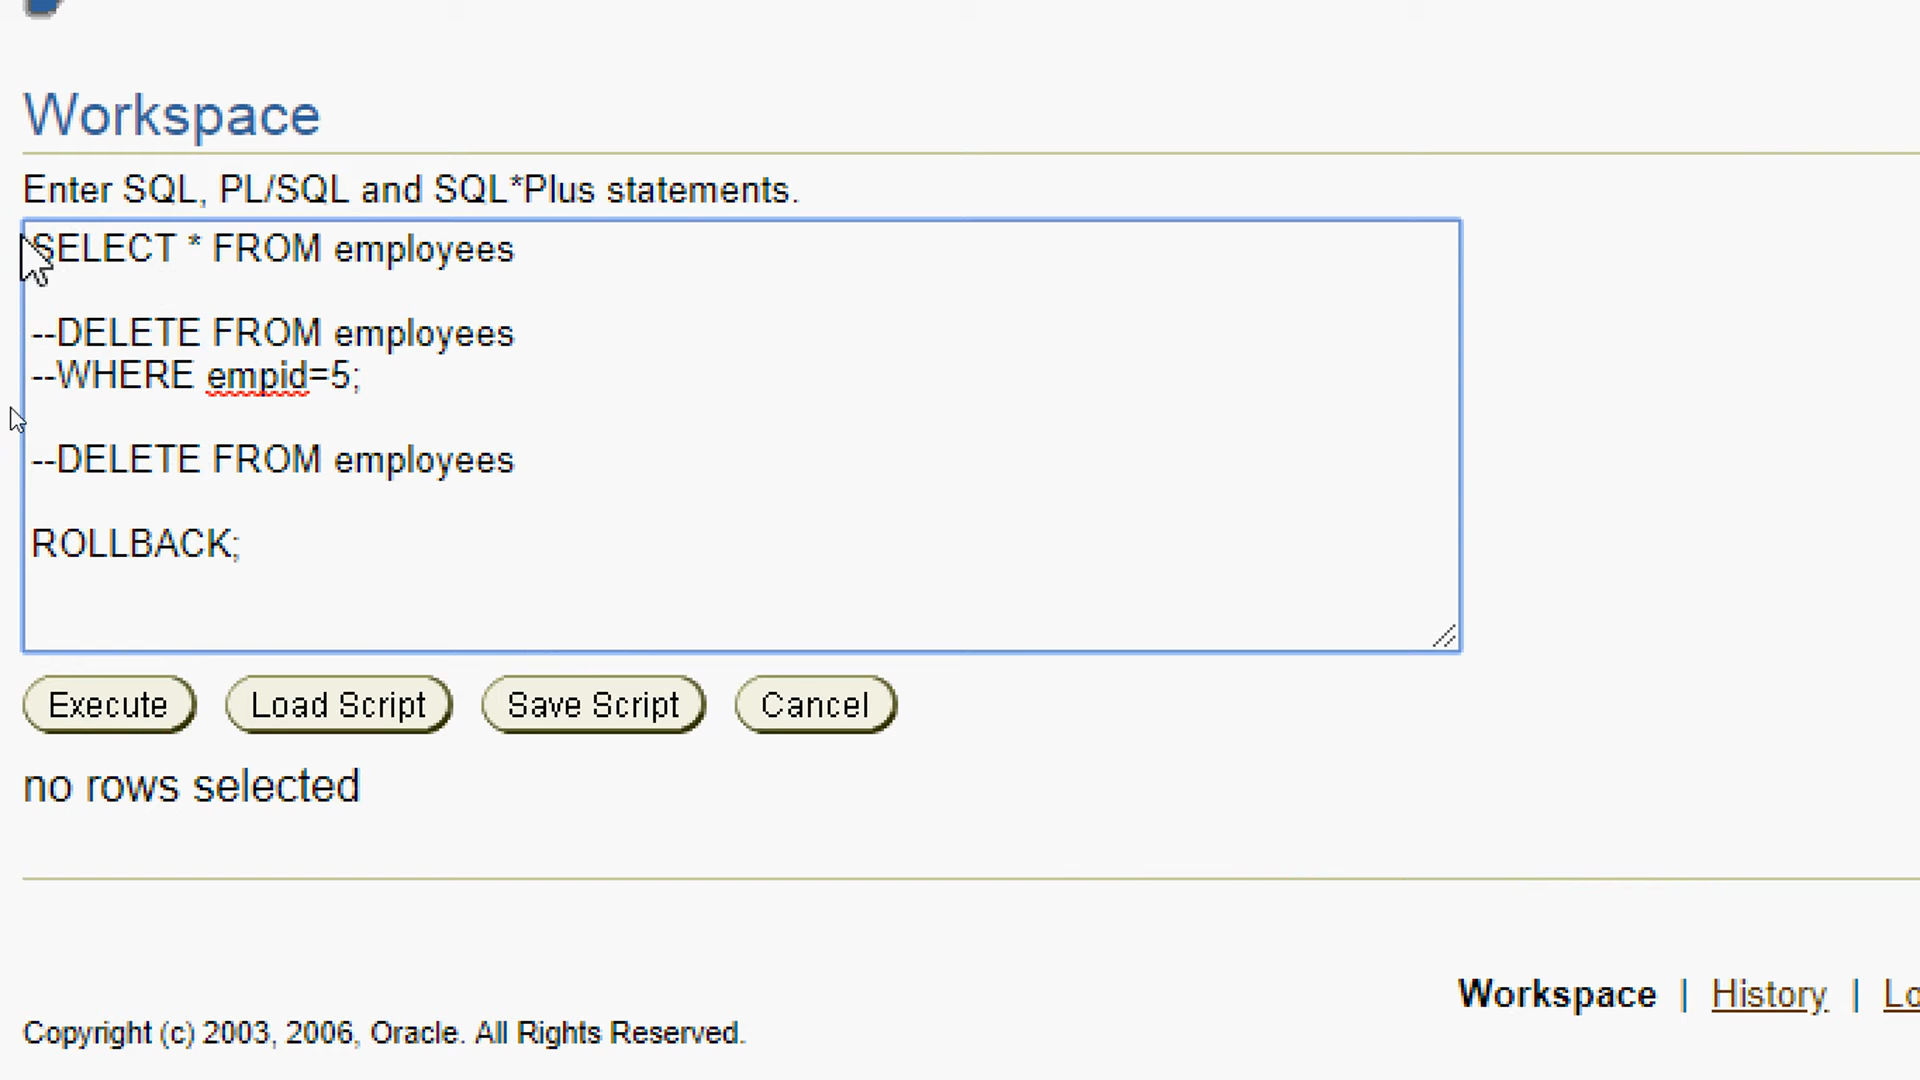 Workspace
Enter SQL, PL/SQL and SQL*Plus statements.
SELECT * FROM employees
--DELETE FROM employees
--WHERE empid=5;
--DELETE FROM employees
ROLLBACK;
Execute Load Script Save Script Cancel
no rows selected
Workspace | History | Lo
Copyright (c) 2003, 2006, Oracle. All Rights Reserved.